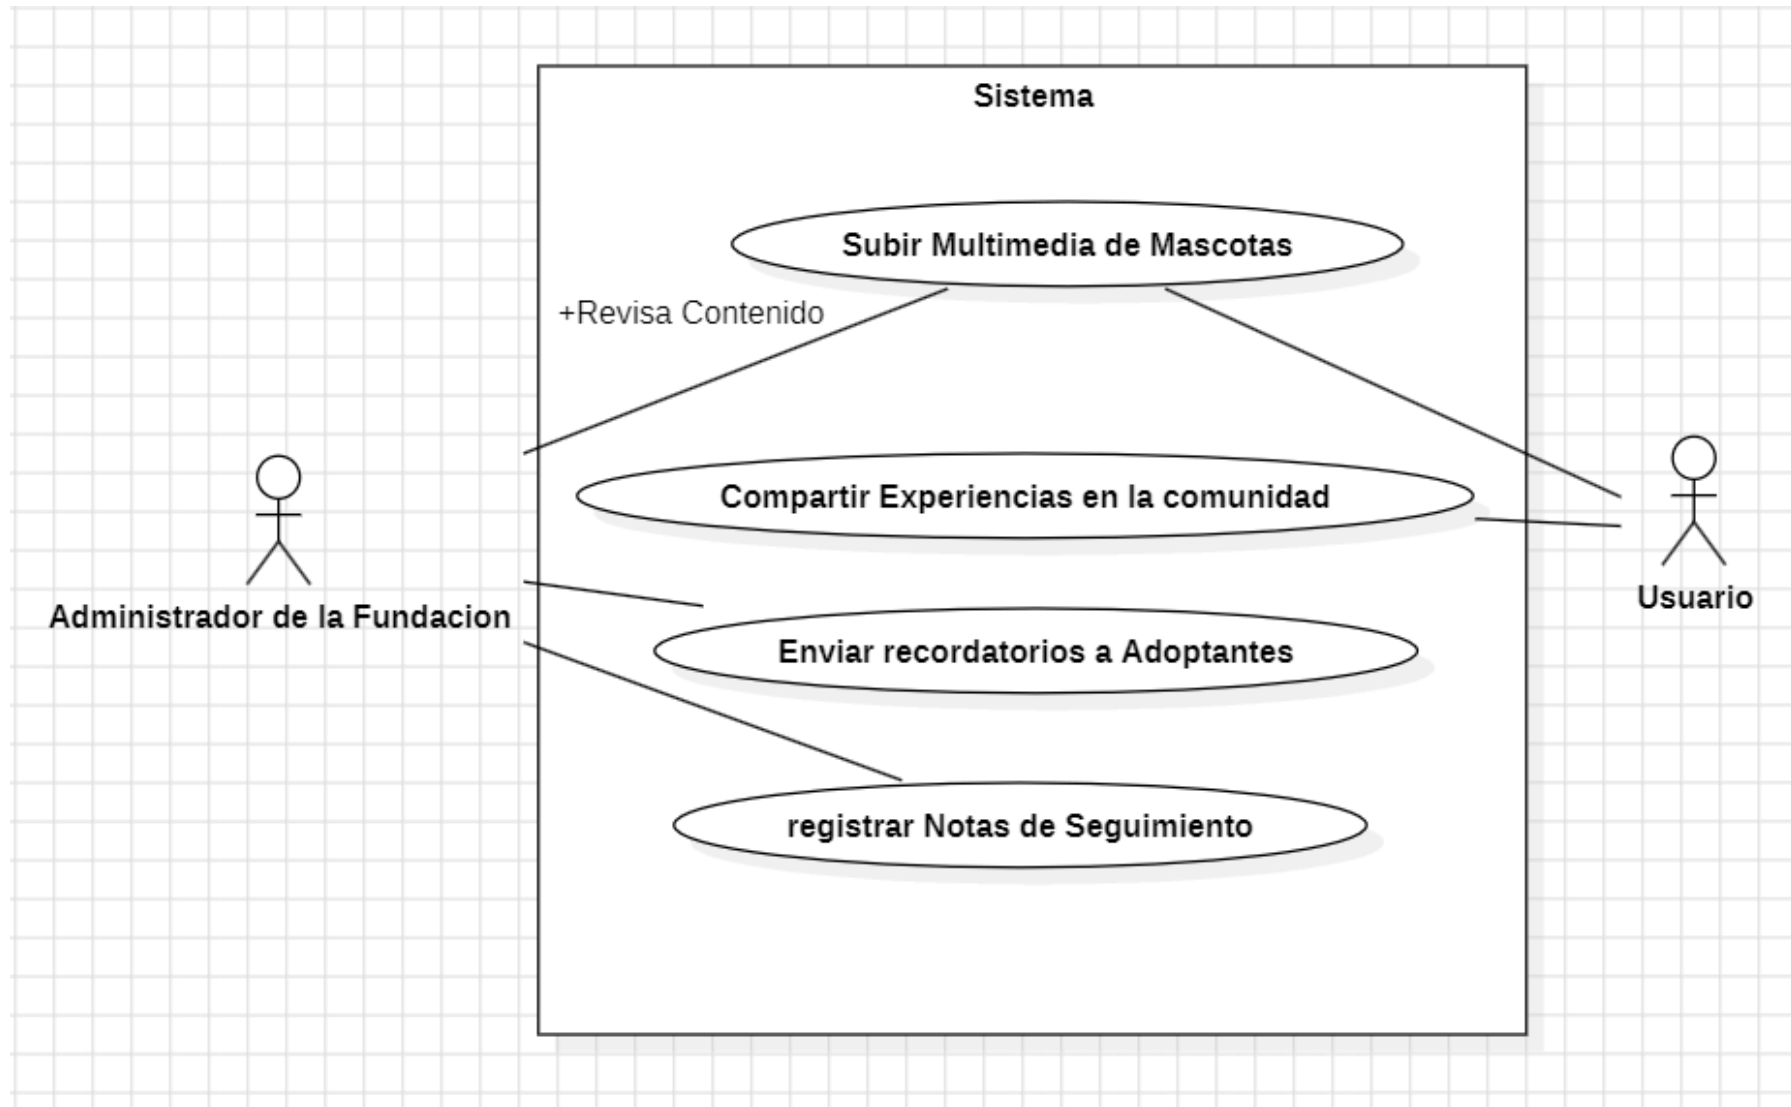 Sistema
Subir Multimedia de Mascotas
+Revisa Contenido
Compartir Experiencias en la comunidad
Administrador de la Fundacion
Usuario
Enviar recordatorios a Adoptantes
registrar Notas de Seguimiento